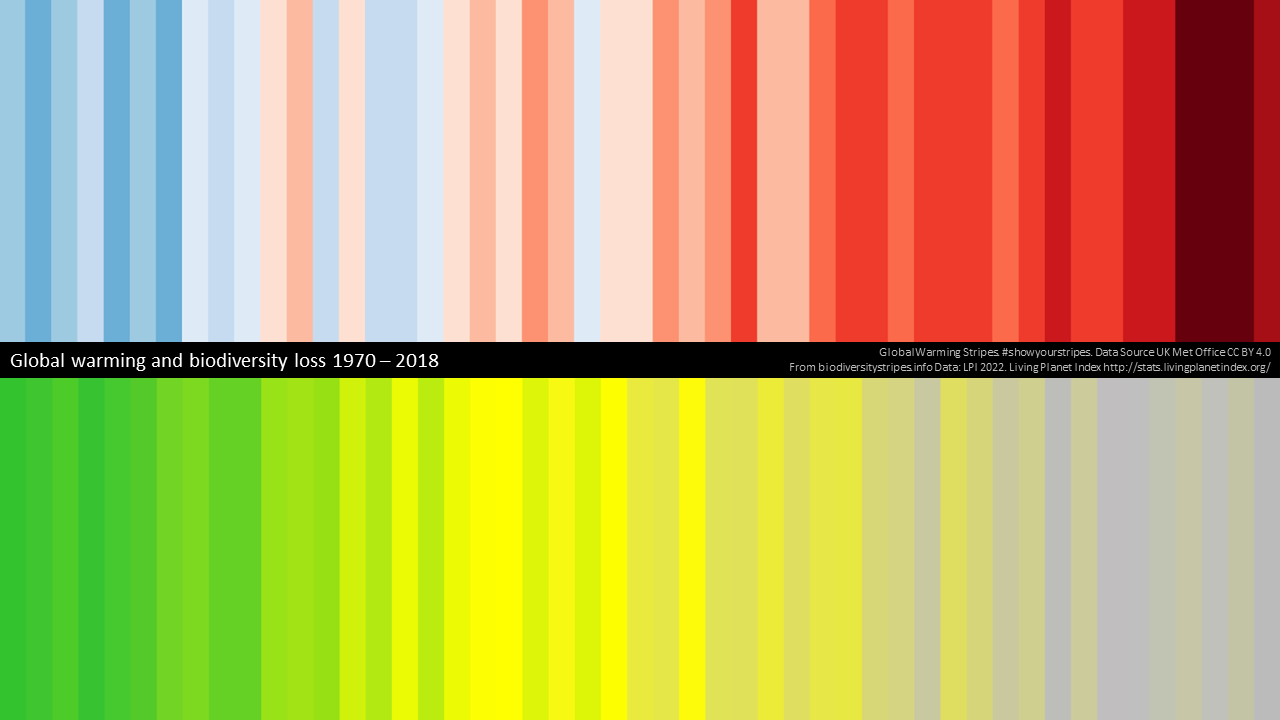 Global warming and biodiversity loss 1970 – 2018
Global Warming Stripes. #showyourstripes. Data Source UK Met Office CC BY 4.0
From biodiversitystripes.info Data: LPI 2022. Living Planet Index http://stats.livingplanetindex.org/